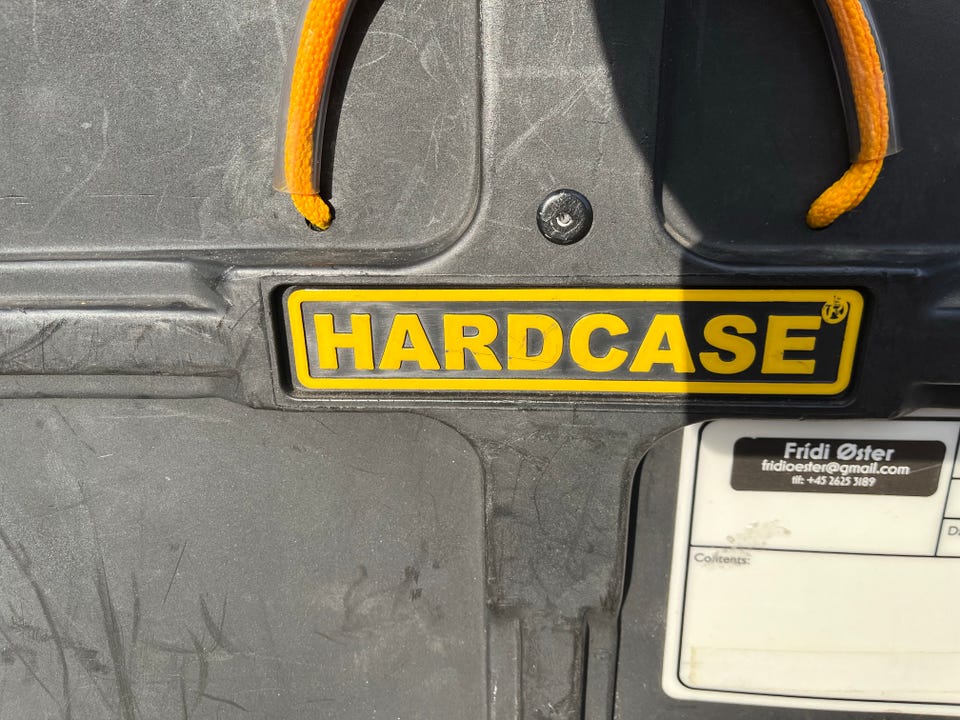 HARDCASE
Frídi Øster
fridioester@gmail.com
tlf: +45 2625 3189
Contents: